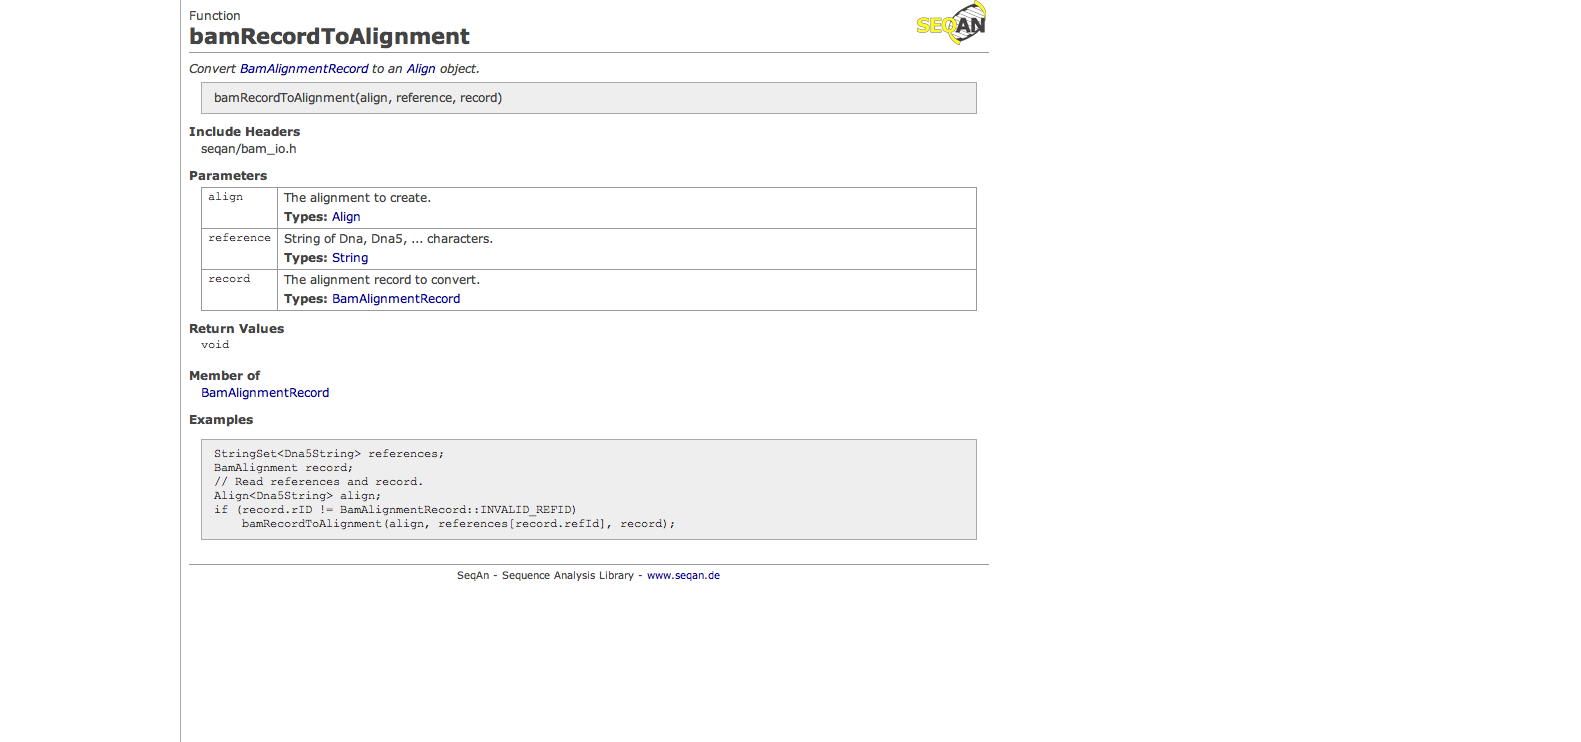 Function
bamRecordToAlignment
SEQAN
Convert BamAlignmentRecord to an Align object.
bamRecordToAlignment(align, reference, record)
Include Headers
seqan/bam_io.h
Parameters
align The alignment to create.
Types: Align
reference String of Dna, Dna5, ... characters.
Types: String
record The alignment record to convert.
Types: BamAlignmentRecord
Return Values
void
Member of
BamAlignmentRecord
Examples
StringSet<Dna5String> references;
BamAlignment record;
// Read references and record.
Align<Dna5String> align;
if (record.rID != BamAlignmentRecord::INVALID_REFID)
    bamRecordToAlignment(align, references[record.refId], record);
SeqAn - Sequence Analysis Library - www.seqan.de